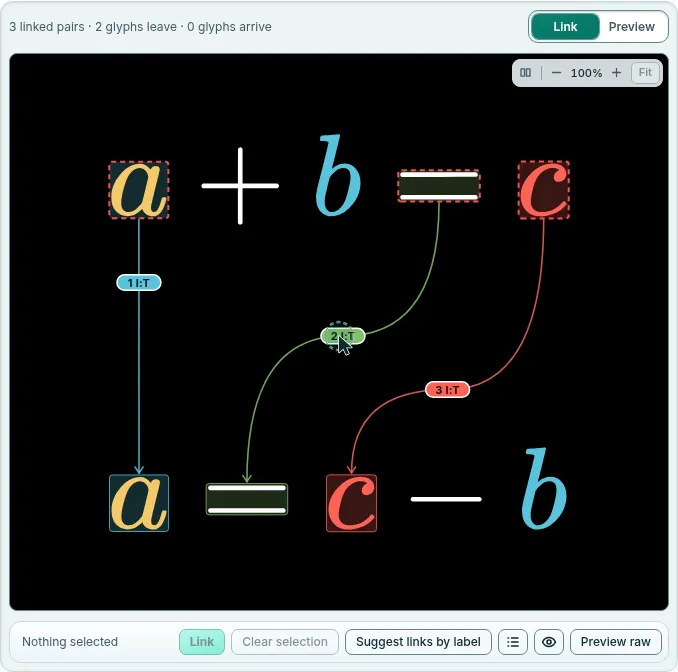 3 linked pairs · 2 glyphs leave · 0 glyphs arrive
Link Preview
− 100% + Fit
a + b = c
1 I:T
2 I:T
3 I:T
a = c − b
Nothing selected Link Clear selection Suggest links by label Preview raw